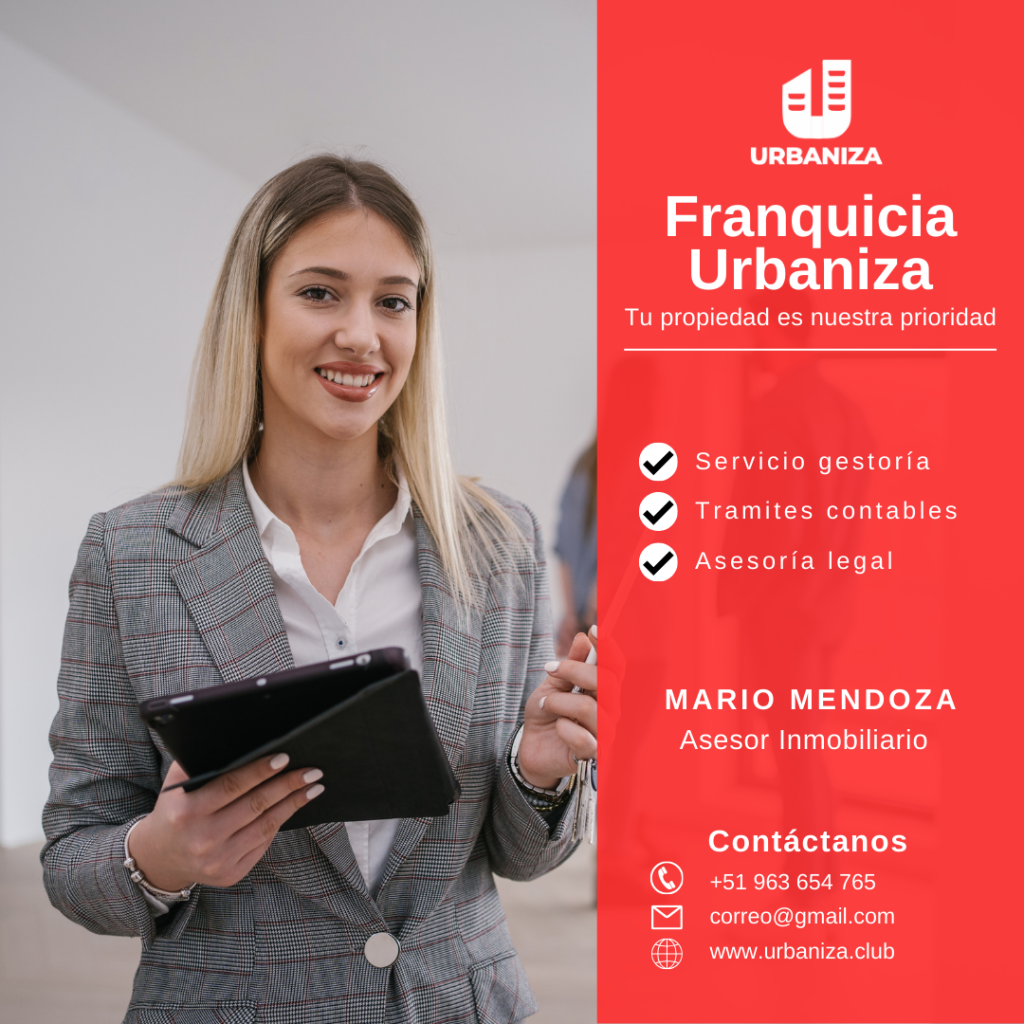 URBANIZA
Franquicia
Urbaniza
Tu propiedad es nuestra prioridad
Servicio gestoría
Tramites contables
Asesoría legal
MARIO MENDOZA
Asesor Inmobiliario
Contáctanos
+51 963 654 765
correo@gmail.com
www.urbaniza.club